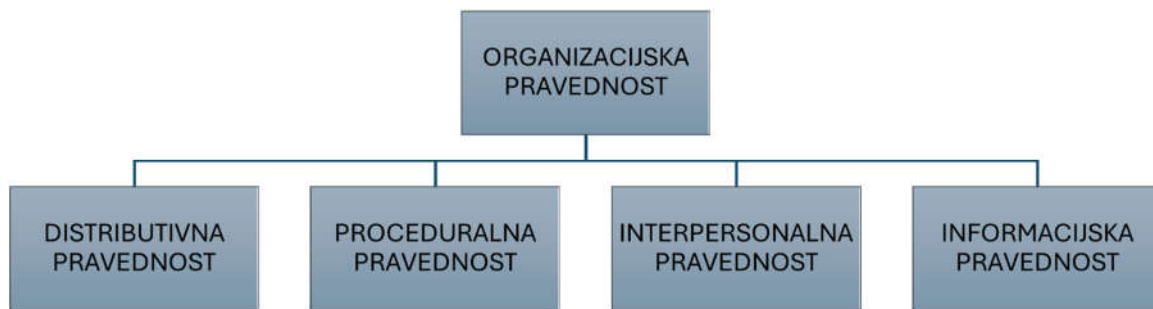 ORGANIZACIJSKA
PRAVEDNOST
DISTRIBUTIVNA
PRAVEDNOST
PROCEDURALNA
PRAVEDNOST
INTERPERSONALNA
PRAVEDNOST
INFORMACIJSKA
PRAVEDNOST